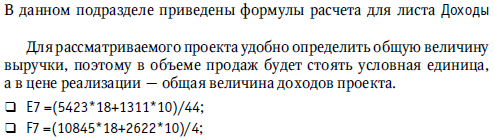 В данном подразделе приведены формулы расчета для листа Доходы
Для рассматриваемого проекта удобно определить общую величину
выручки, поэтому в объеме продаж будет стоять условная единица,
а в цене реализации — общая величина доходов проекта.
❑ E7 =(5423*18+1311*10)/44;
❑ F7 =(10845*18+2622*10)/4;